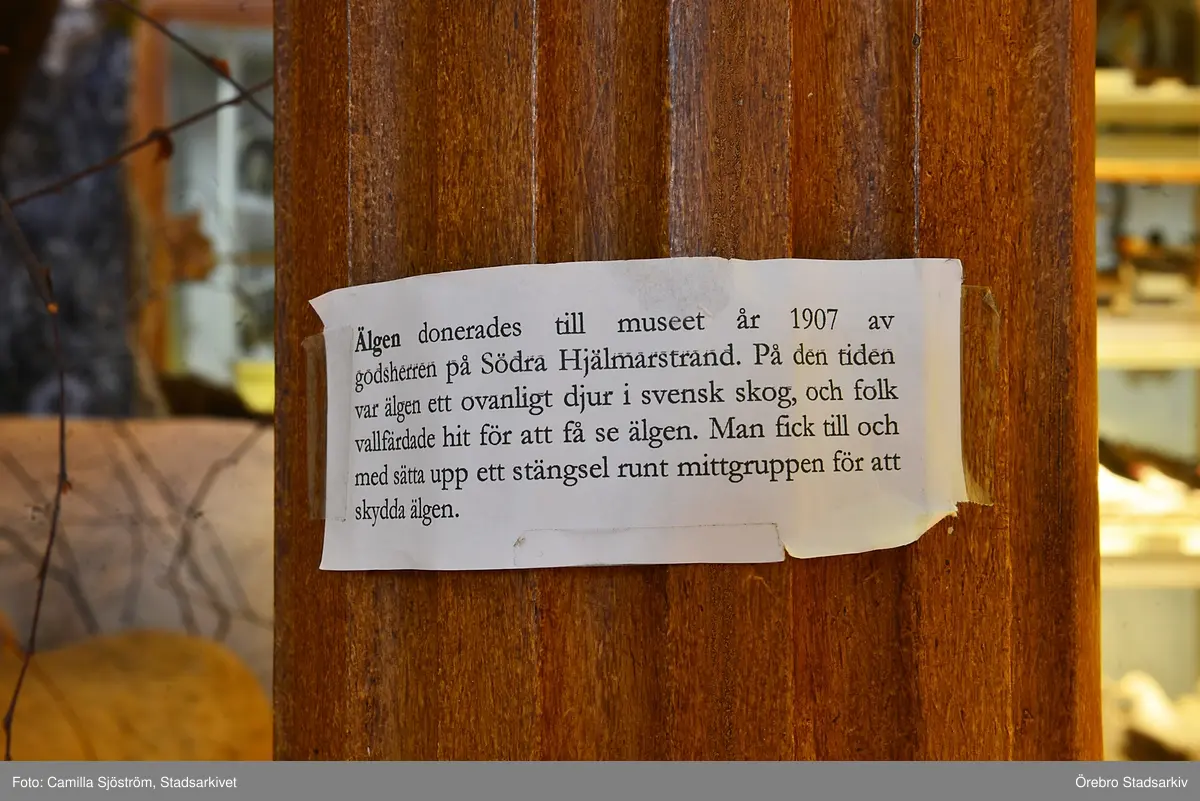 Älgen donerades till museet år 1907 av
godsherren på Södra Hjälmarstrand. På den tiden
var älgen ett ovanligt djur i svensk skog, och folk
vallfärdade hit för att få se älgen. Man fick till och
med sätta upp ett stängsel runt mittgruppen för att
skydda älgen.
Foto: Camilla Sjöström, Stadsarkivet
Örebro Stadsarkiv